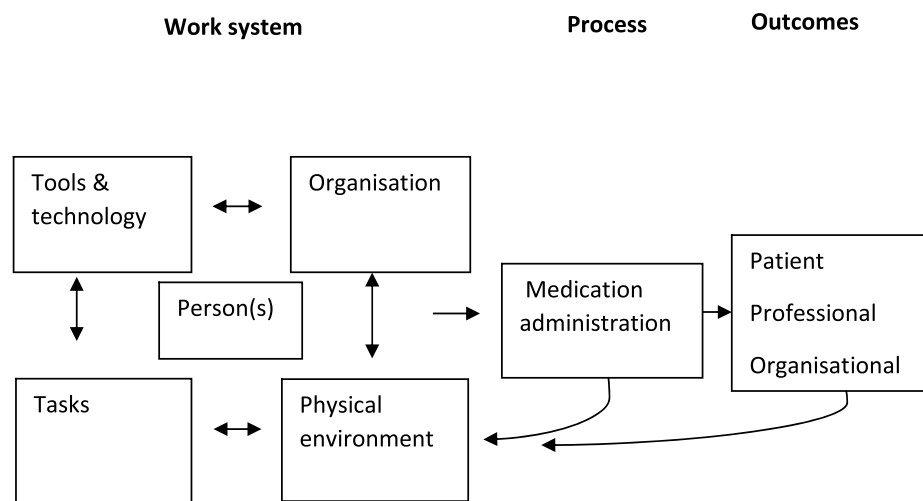 Work system
Process
Outcomes
Tools &
technology
Organisation
Person(s)
Tasks
Physical
environment
Medication
administration
Patient
Professional
Organisational